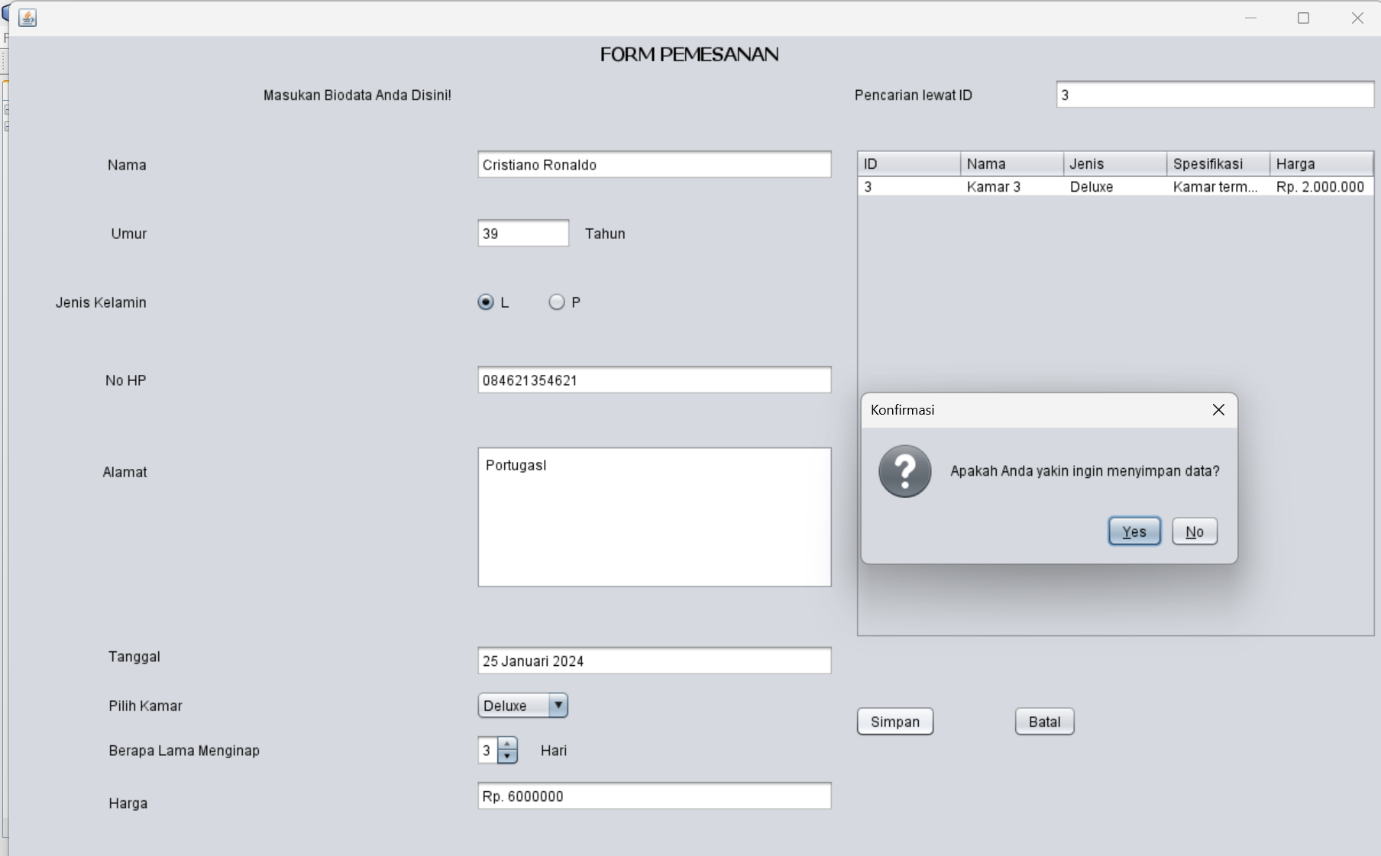 FORM PEMESANAN
Masukan Biodata Anda Disini!
Pencarian lewat ID 3
Nama Cristiano Ronaldo
Umur 39 Tahun
Jenis Kelamin L P
No HP 084621354621
Alamat Portugasl
Tanggal 25 Januari 2024
Pilih Kamar Deluxe
Berapa Lama Menginap 3 Hari
Harga Rp. 6000000
ID Nama Jenis Spesifikasi Harga
3 Kamar 3 Deluxe Kamar term... Rp. 2.000.000
Konfirmasi
Apakah Anda yakin ingin menyimpan data?
Yes No
Simpan Batal